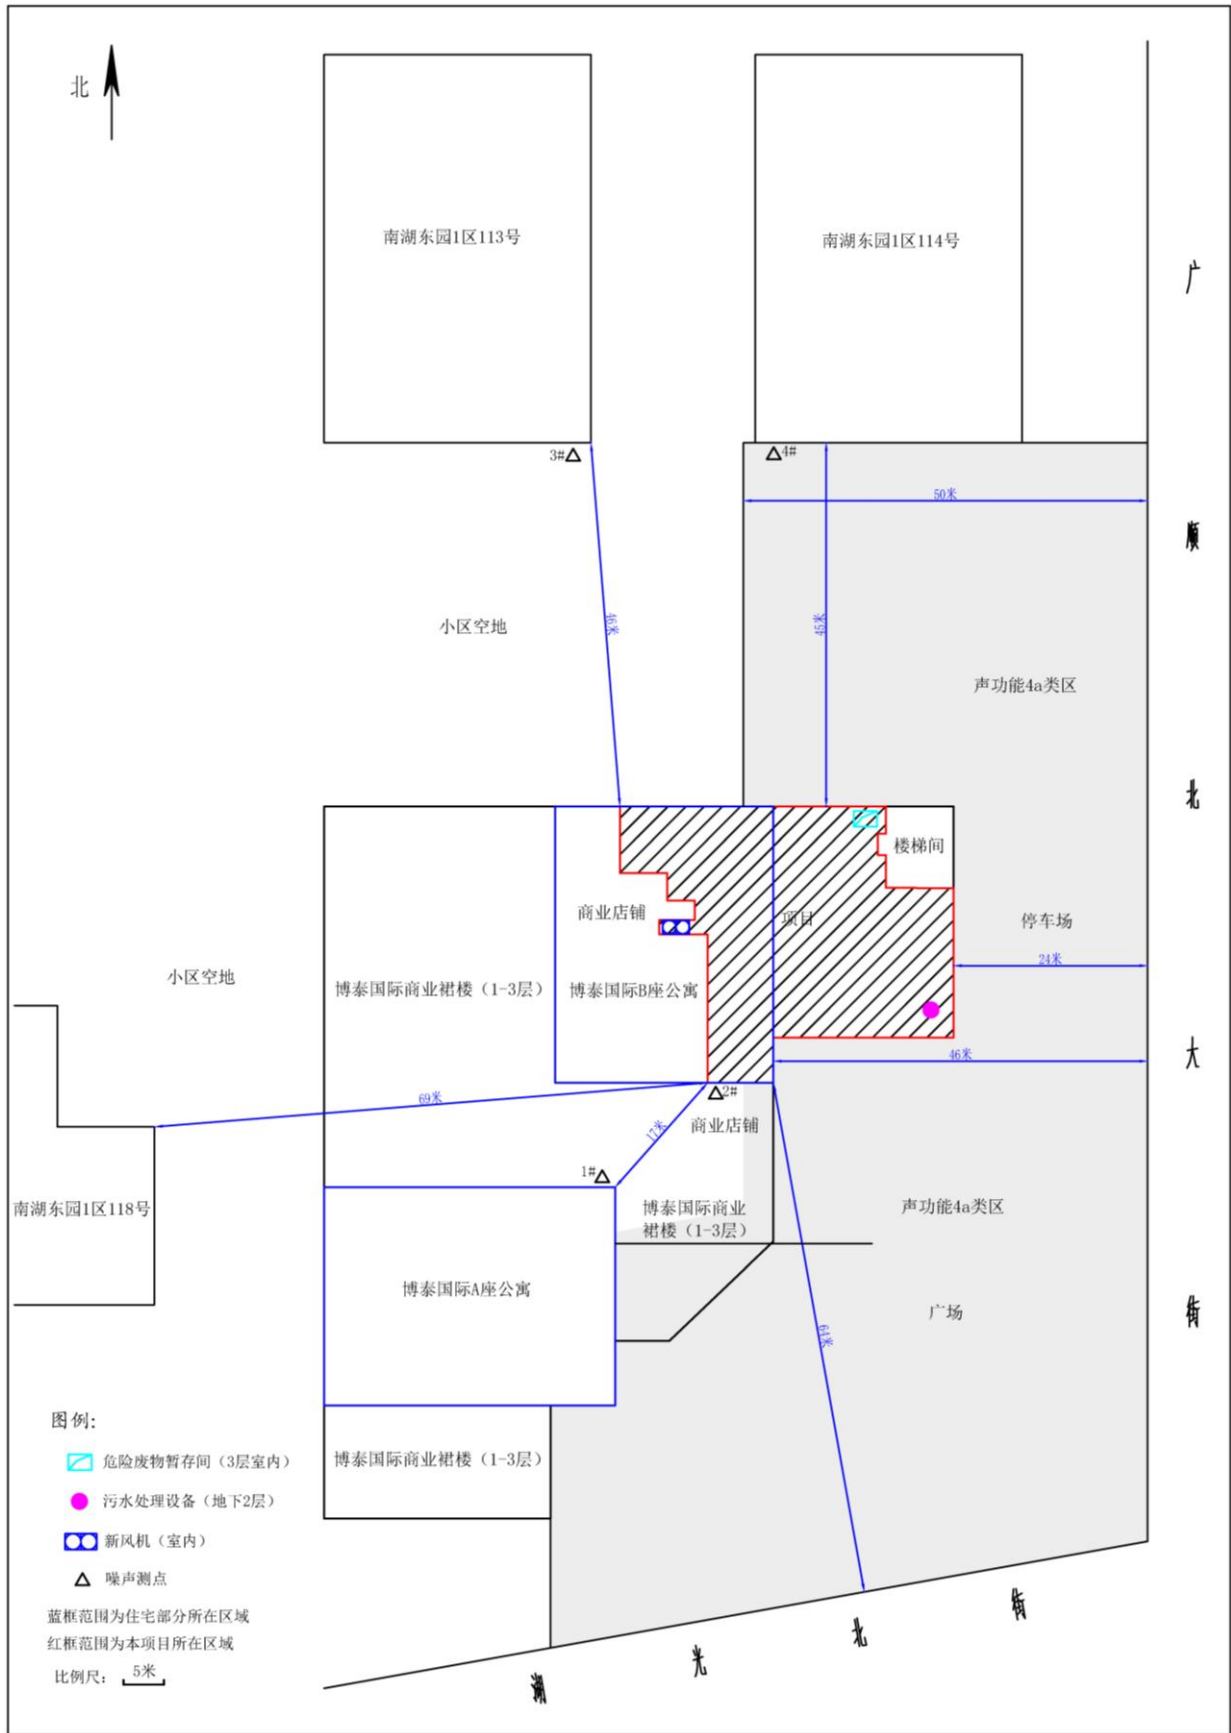 北
南湖东园1区113号
南湖东园1区114号
广
顺
北
大
街
3#
4#
50米
46米
45米
小区空地
声功能4a类区
楼梯间
商业店铺
项目
停车场
24米
小区空地
博泰国际商业裙楼（1-3层）
博泰国际B座公寓
46米
69米
2#
17米
商业店铺
1#
南湖东园1区118号
博泰国际商业
裙楼（1-3层）
声功能4a类区
博泰国际A座公寓
广场
64米
图例:
危险废物暂存间（3层室内）
博泰国际商业裙楼（1-3层）
污水处理设备（地下2层）
新风机（室内）
噪声测点
蓝框范围为住宅部分所在区域
红框范围为本项目所在区域
比例尺: 5米
湖
光
北
街